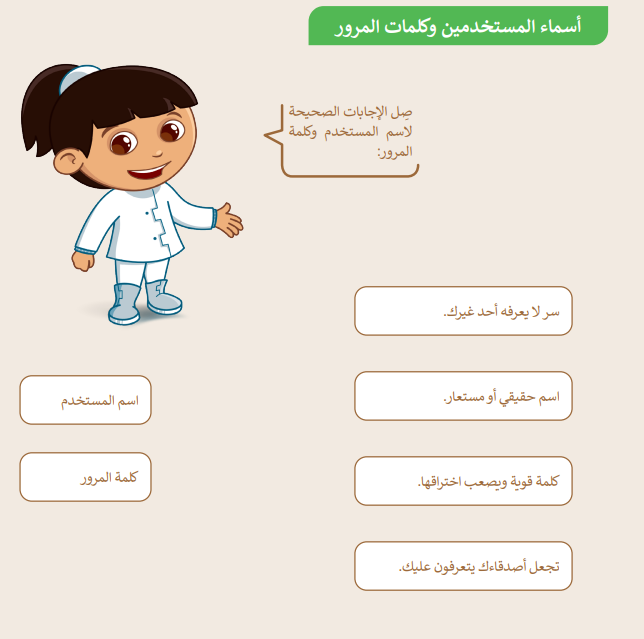 أسماء المستخدمين وكلمات المرور
صِل الإجابات الصحيحة
لاسم المستخدم وكلمة
المرور:
سر لا يعرفه أحد غيرك.
اسم حقيقي أو مستعار.
كلمة قوية ويصعب اختراقها.
تجعل أصدقاءك يتعرفون عليك.
اسم المستخدم
كلمة المرور